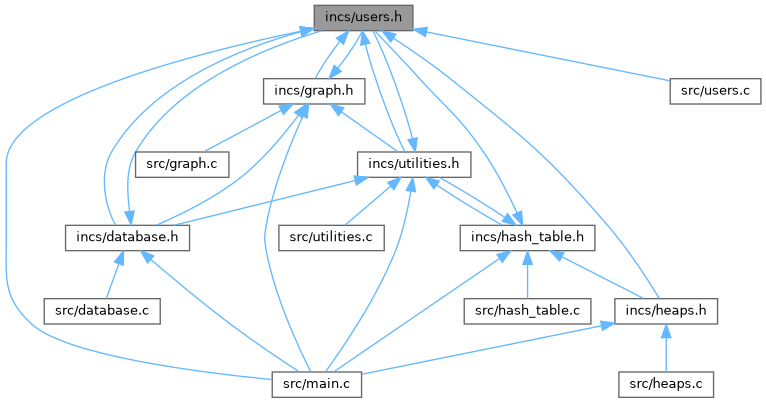 incs/users.h
incs/graph.h
src/users.c
src/graph.c
incs/utilities.h
incs/database.h
src/utilities.c
incs/hash_table.h
src/database.c
src/hash_table.c
incs/heaps.h
src/main.c
src/heaps.c